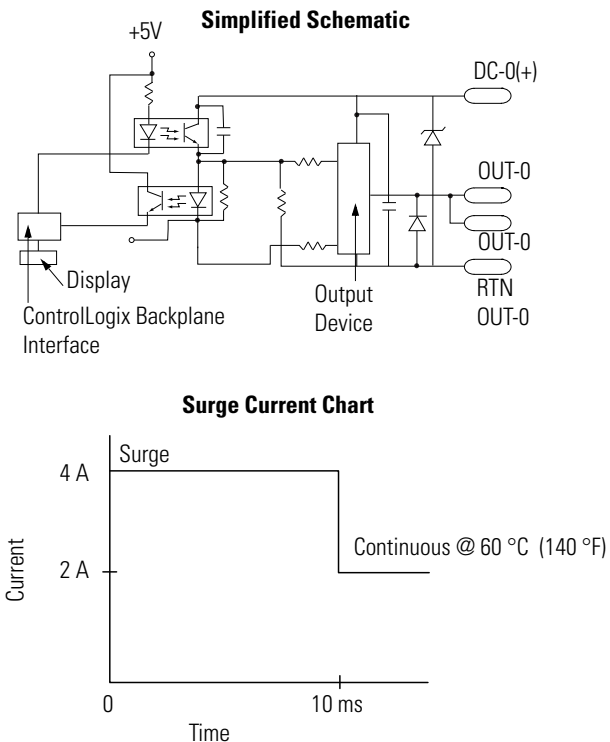 Simplified Schematic
+5V
DC-0(+)
OUT-0
OUT-0
RTN
OUT-0
Display
ControlLogix Backplane
Interface
Output
Device
Surge Current Chart
Surge
4 A
Continuous @ 60 °C (140 °F)
2 A
Current
0
10 ms
Time